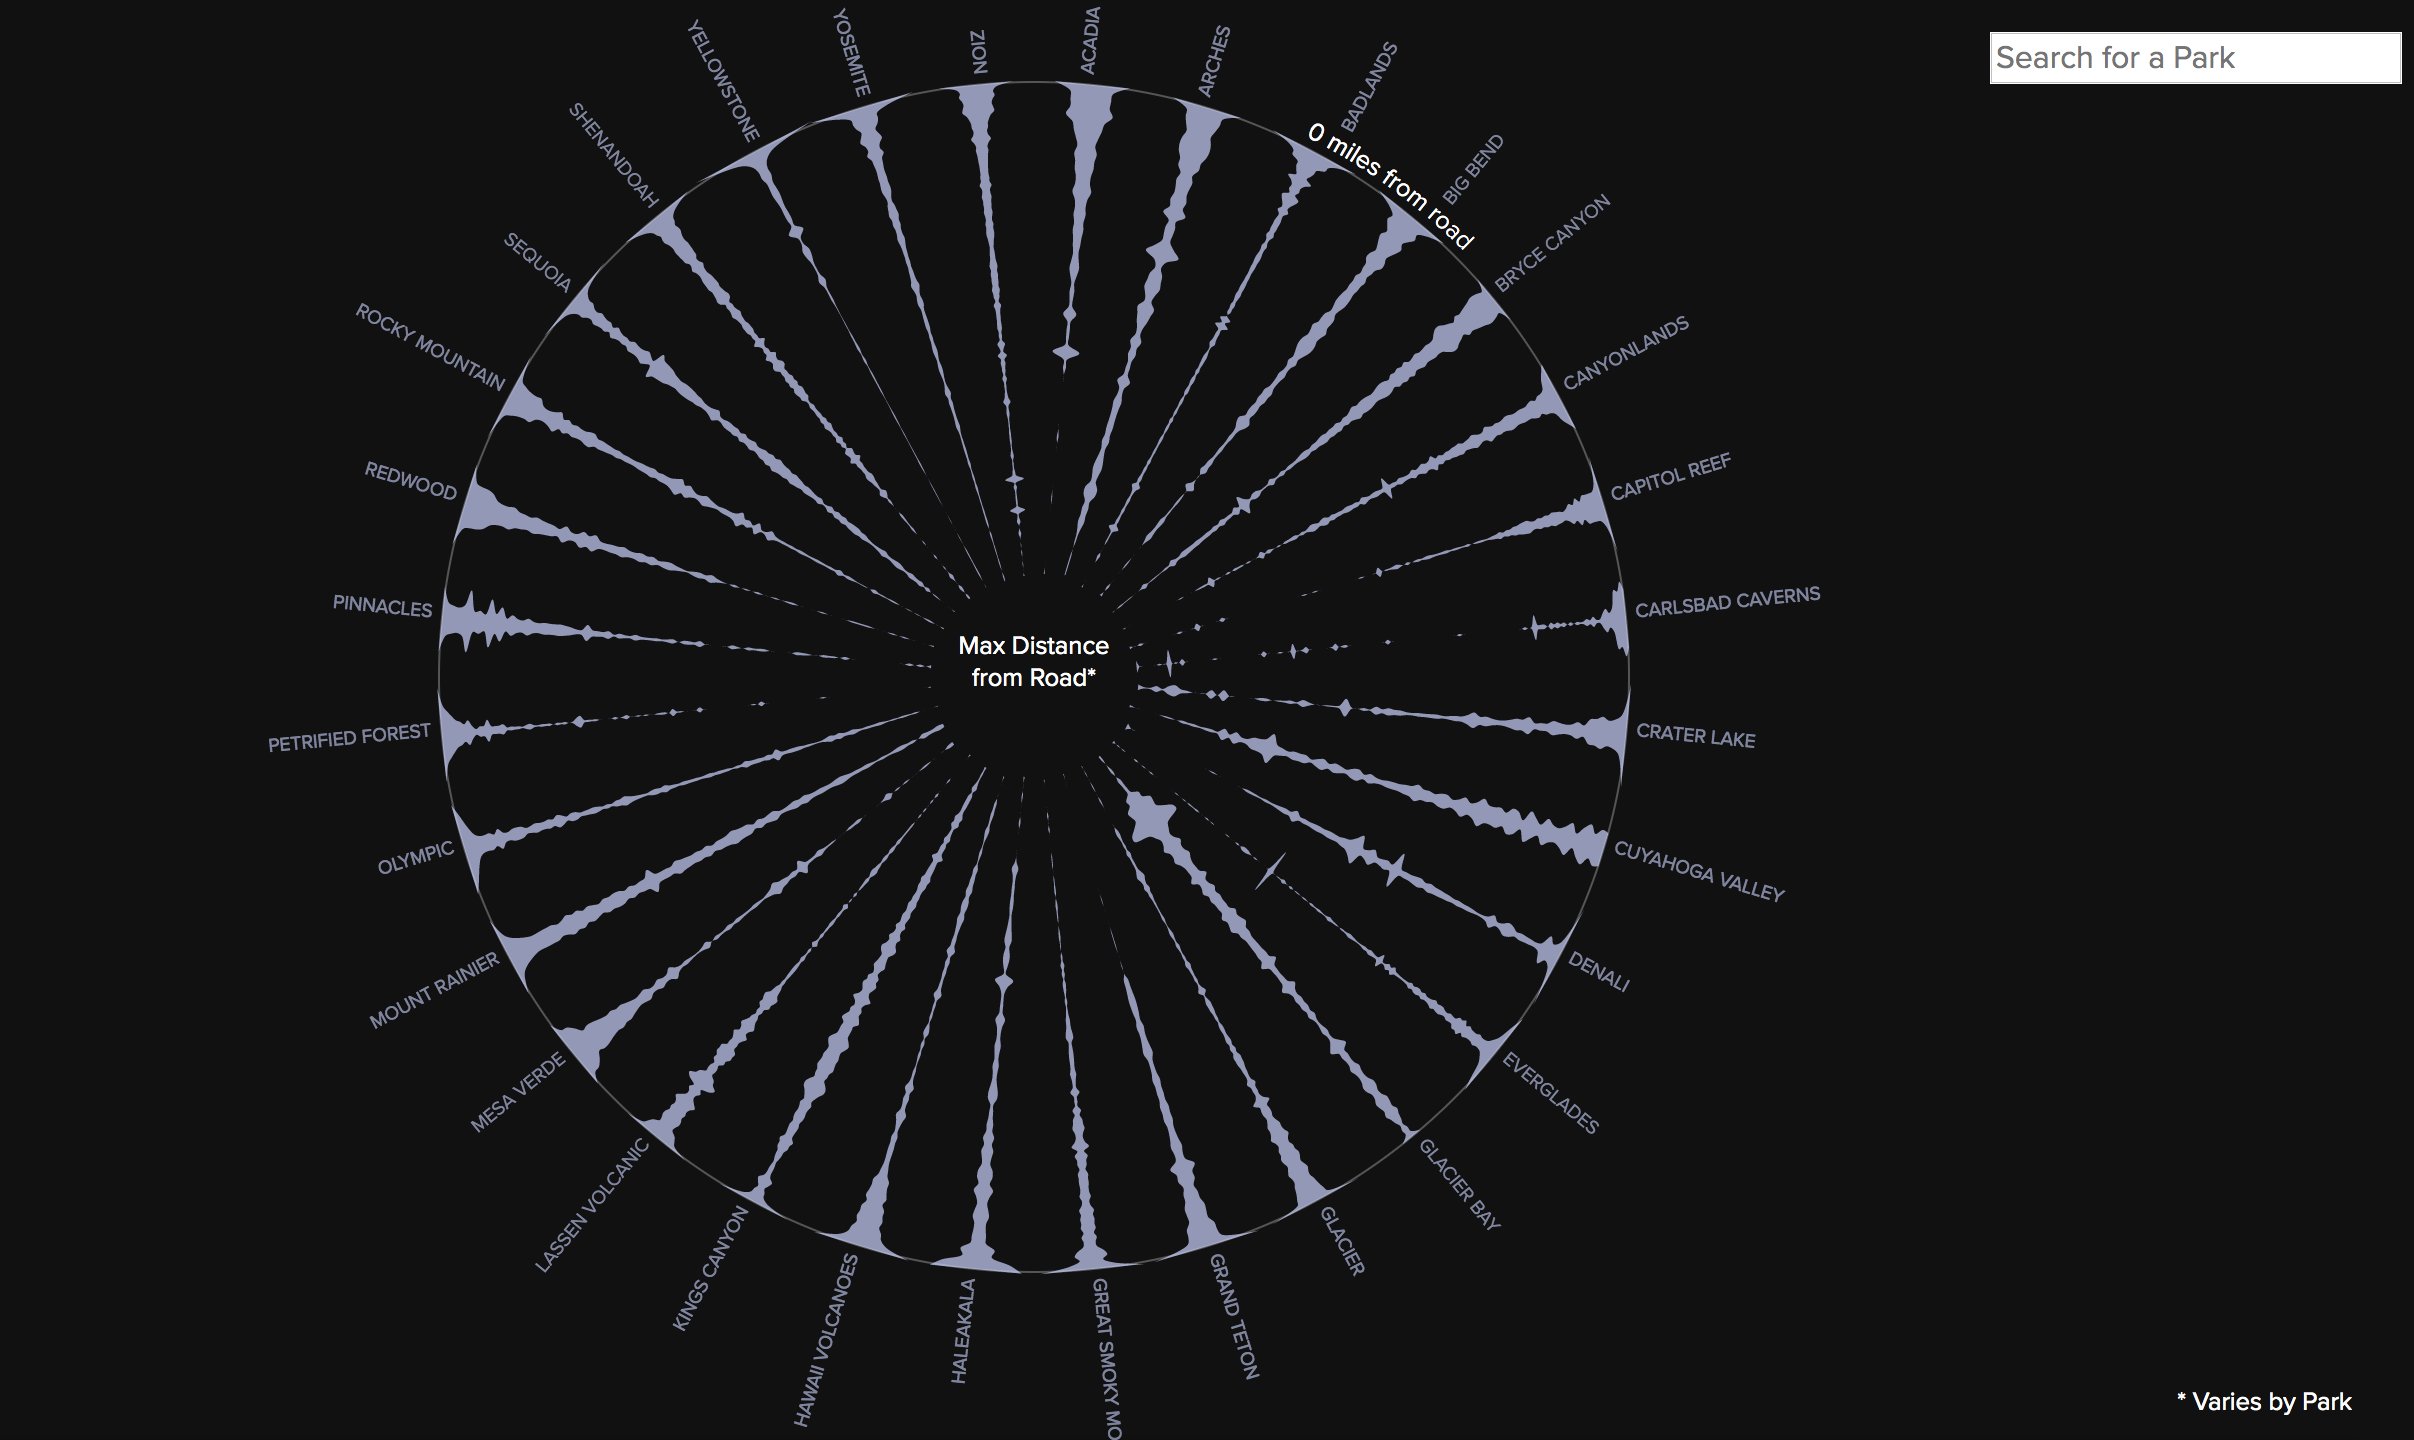 Search for a Park
ACADIA
ARCHES
BADLANDS
BIG BEND
BRYCE CANYON
CANYONLANDS
CAPITOL REEF
CARLSBAD CAVERNS
CRATER LAKE
CUYAHOGA VALLEY
DENALI
EVERGLADES
GLACIER BAY
GLACIER
GRAND TETON
GREAT SMOKY MO
HALEAKALA
HAWAII VOLCANOES
KINGS CANYON
LASSEN VOLCANIC
MESA VERDE
MOUNT RAINIER
OLYMPIC
PETRIFIED FOREST
PINNACLES
REDWOOD
ROCKY MOUNTAIN
SEQUOIA
SHENANDOAH
YELLOWSTONE
YOSEMITE
ZION
0 miles from road
Max Distance
from Road*
* Varies by Park